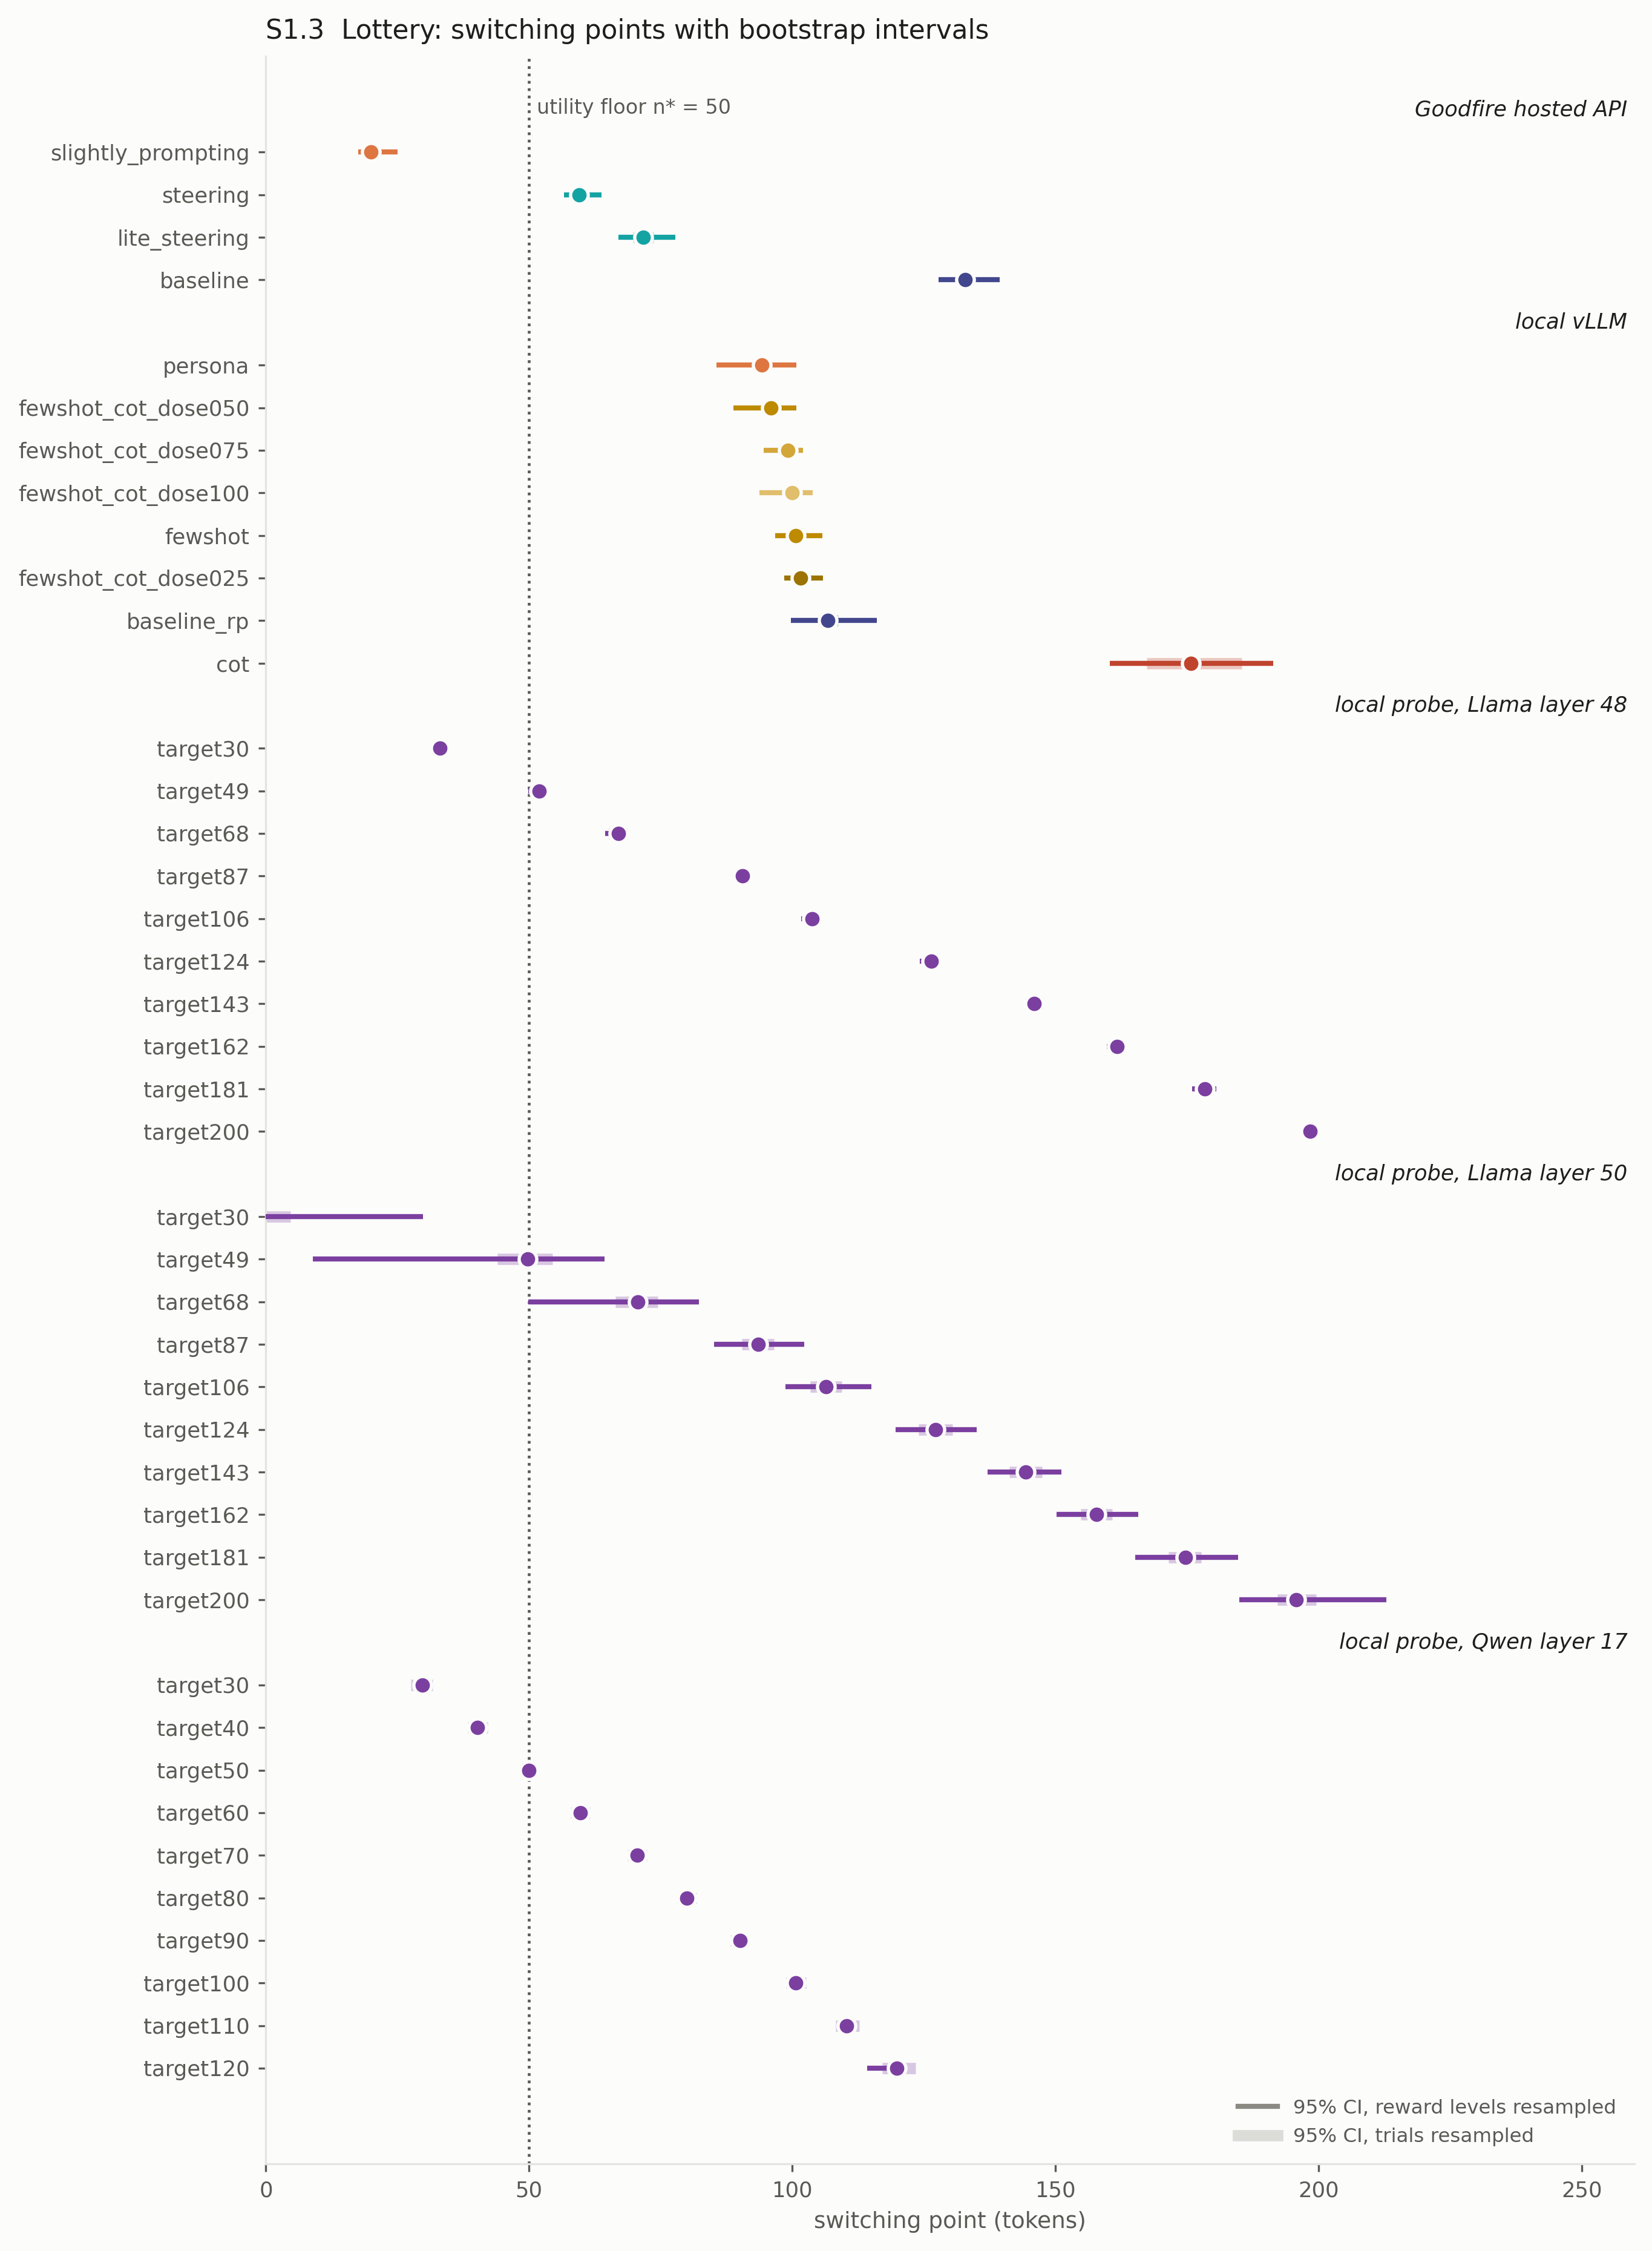 S1.3  Lottery: switching points with bootstrap intervals
utility floor n* = 50
Goodfire hosted API
slightly_prompting
steering
lite_steering
baseline
local vLLM
persona
fewshot_cot_dose050
fewshot_cot_dose075
fewshot_cot_dose100
fewshot
fewshot_cot_dose025
baseline_rp
cot
local probe, Llama layer 48
target30
target49
target68
target87
target106
target124
target143
target162
target181
target200
local probe, Llama layer 50
target30
target49
target68
target87
target106
target124
target143
target162
target181
target200
local probe, Qwen layer 17
target30
target40
target50
target60
target70
target80
target90
target100
target110
target120
95% CI, reward levels resampled
95% CI, trials resampled
0 50 100 150 200 250
switching point (tokens)